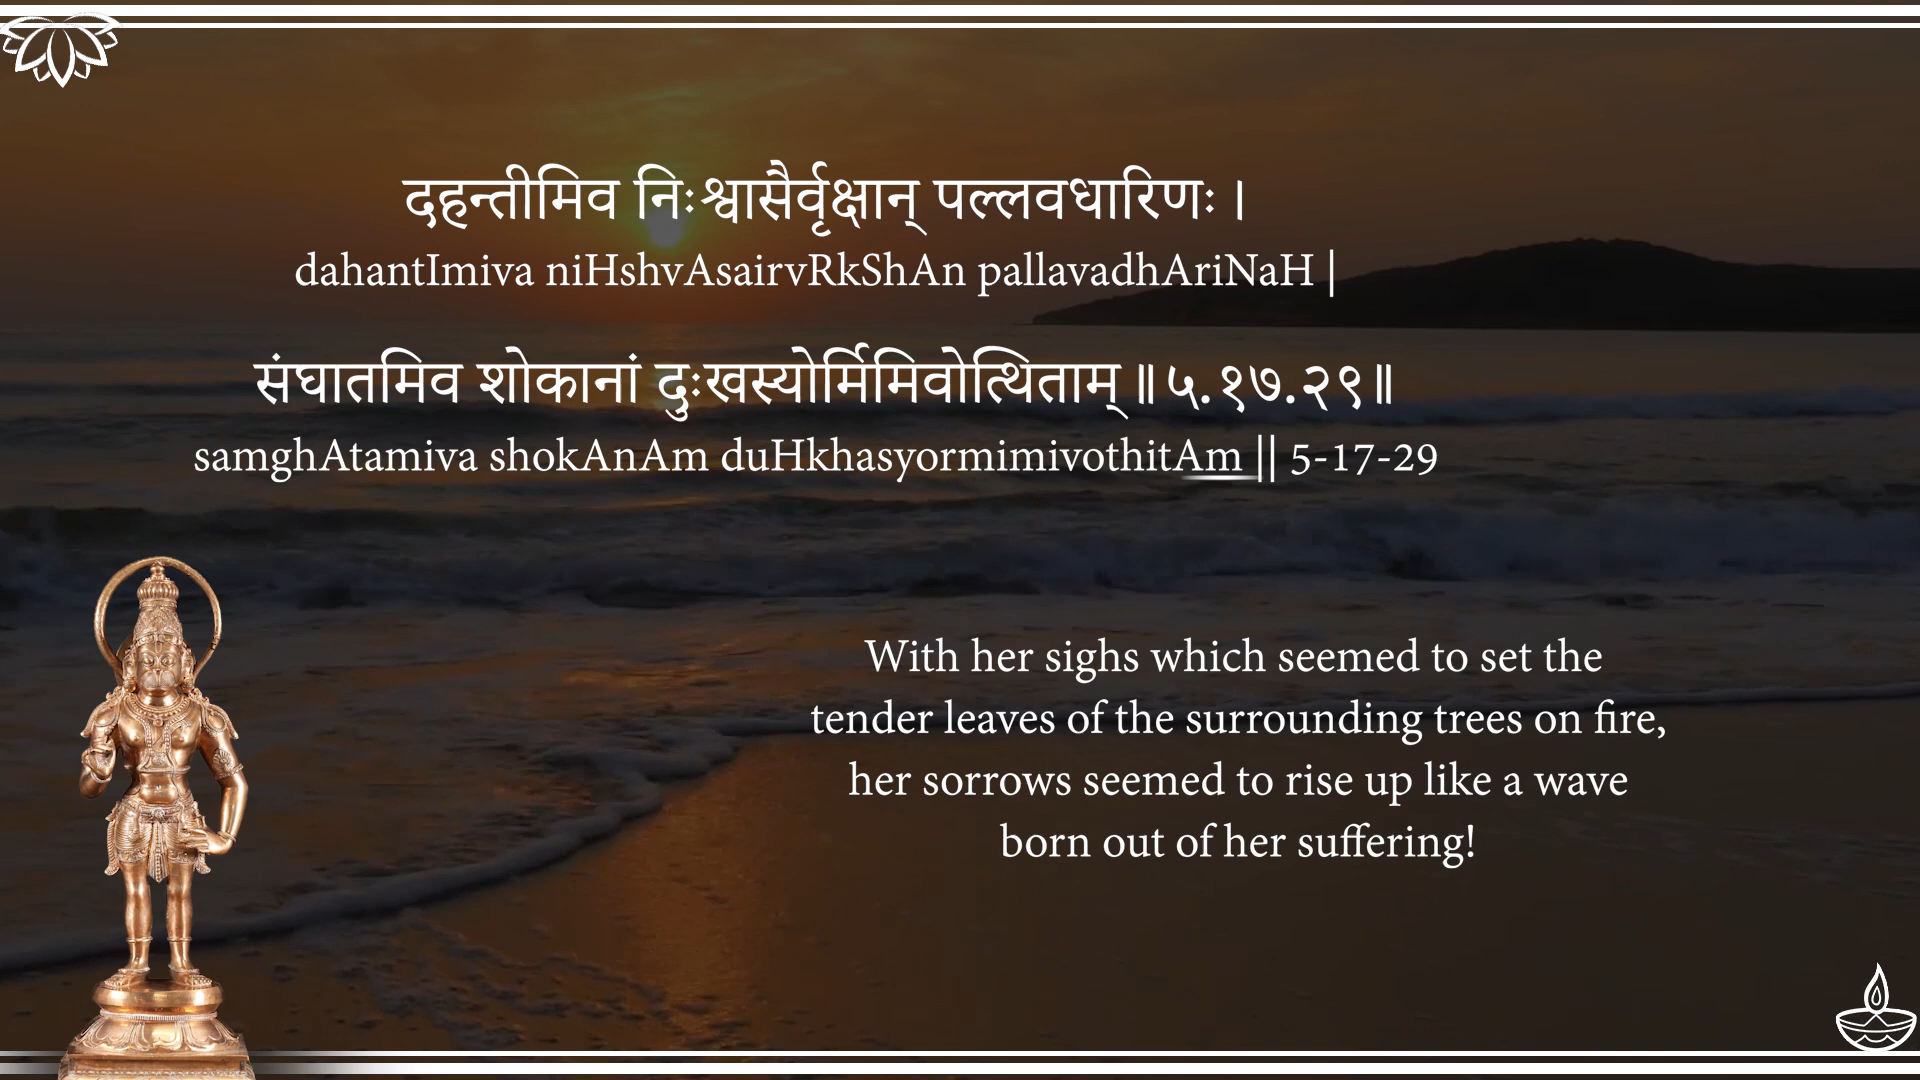 दहन्तीमिव निःश्वासैर्वृक्षान् पल्लवधारिणः ।
dahantImiva niHshvAsairvRkShAn pallavadhAriNaH |
संघातमिव शोकानां दुःखस्योर्मिमिवोत्थिताम् ॥५.१७.२९॥
samghAtamiva shokAnAm duHkhasyormimivothitAm || 5-17-29
With her sighs which seemed to set the
tender leaves of the surrounding trees on fire,
her sorrows seemed to rise up like a wave
born out of her suffering!